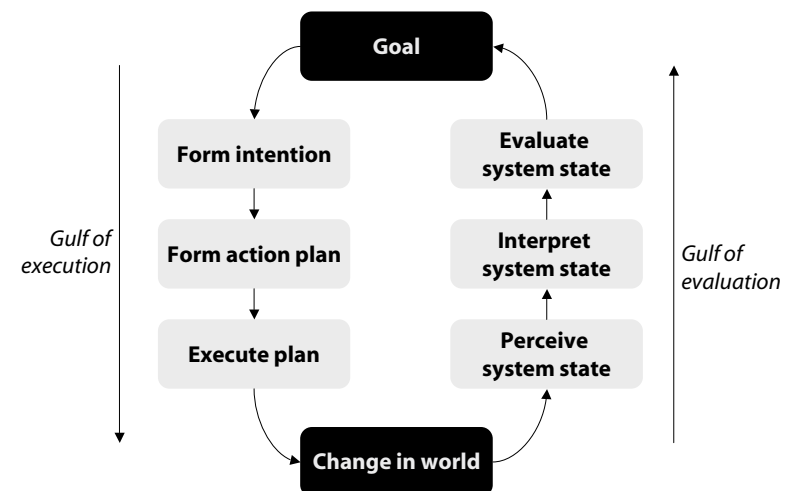 Goal
Form intention
Form action plan
Execute plan
Gulf of
execution
Evaluate
system state
Interpret
system state
Perceive
system state
Gulf of
evaluation
Change in world